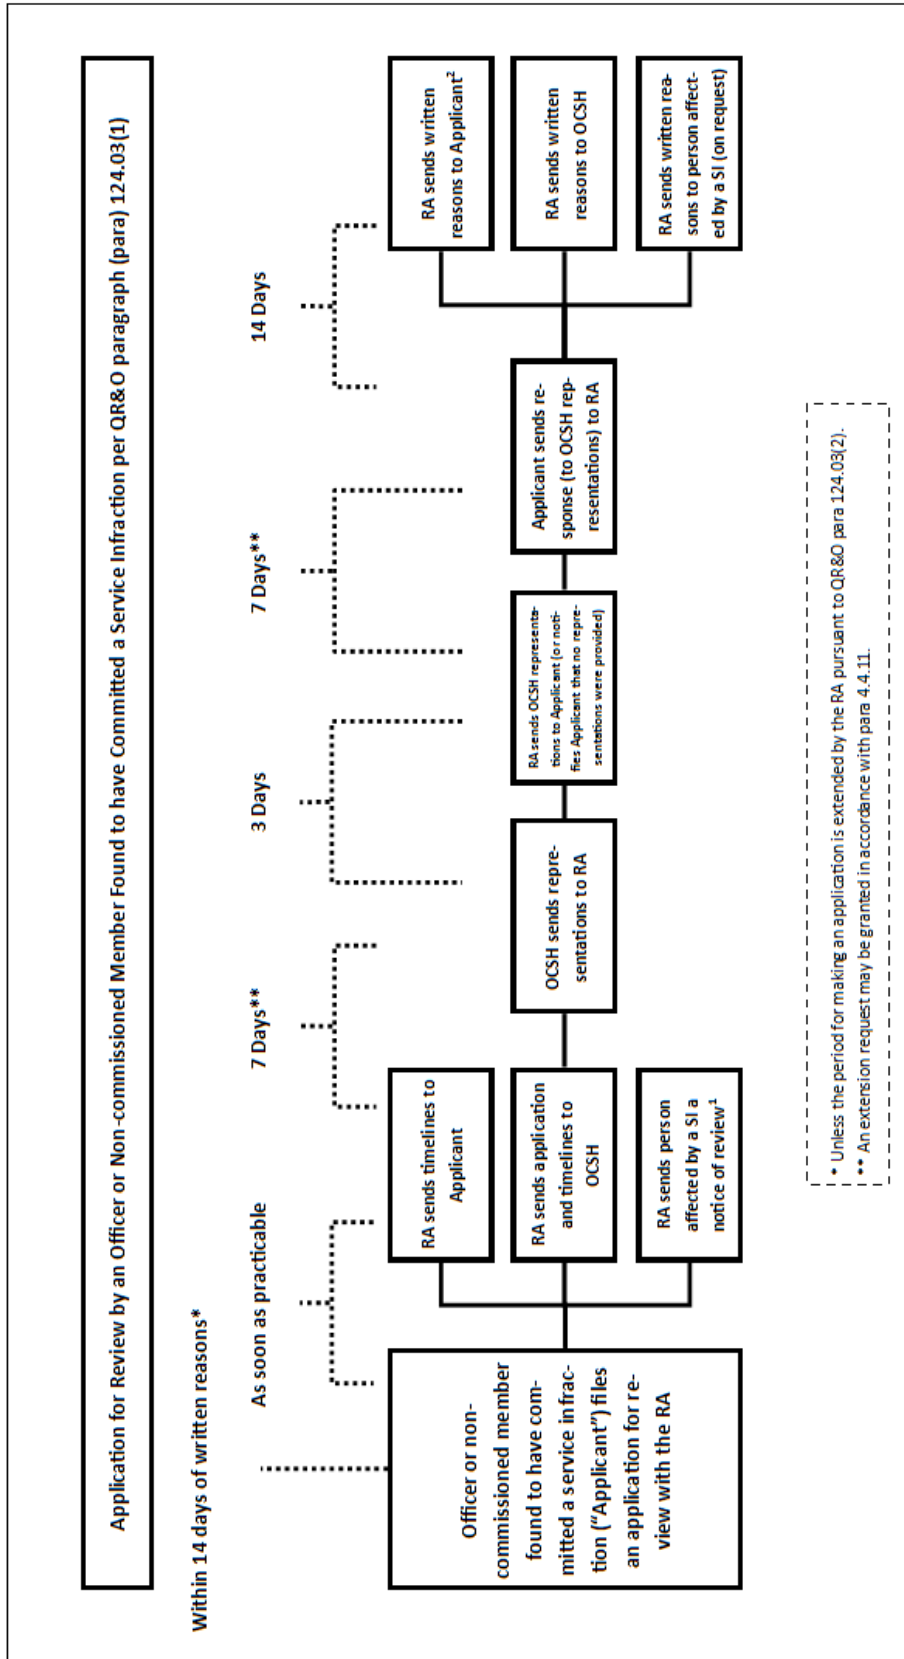 Application for Review by an Officer or Non-commissioned Member Found to have Committed a Service Infraction per QR&O paragraph (para) 124.03(1)
Within 14 days of written reasons*
As soon as practicable
7 Days**
3 Days
7 Days**
14 Days
Officer or non-
commissioned member
found to have com-
mitted a service infrac-
tion (“Applicant”) files
an application for re-
view with the RA
RA sends timelines to
Applicant
RA sends application
and timelines to
OCSH
RA sends person
affected by a SI a
notice of review¹
OCSH sends repre-
sentations to RA
RA sends OCSH representa-
tions to Applicant (or noti-
fies Applicant that no repre-
sentations were provided)
Applicant sends re-
sponse (to OCSH rep-
resentations) to RA
RA sends written
reasons to Applicant²
RA sends written
reasons to OCSH
RA sends written rea-
sons to person affect-
ed by a SI (on request)
* Unless the period for making an application is extended by the RA pursuant to QR&O para 124.03(2).
** An extension request may be granted in accordance with para 4.4.11.